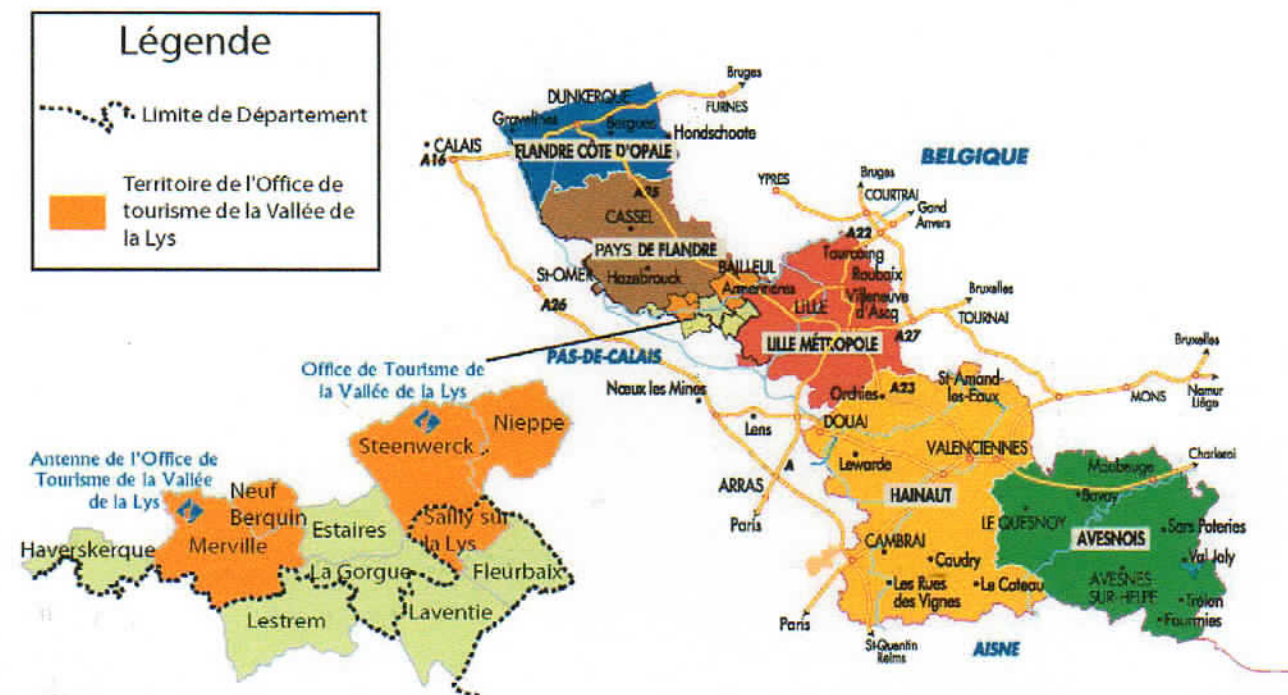 Légende
Limite de Département
Territoire de l'Office de
tourisme de la Vallée de
la Lys
Bruges
DUNKERQUE
FURNES
Gravelines
Bergues
Hondschoote
CALAIS
A16
FLANDRE CÔTE D'OPALE
BELGIQUE
A25
YPRES
Bruges
COURTRAI
Gand
Anvers
CASSEL
A22
PAYS DE FLANDRE
Tourcoing
BAILLEUL
St-OMER
Hazebrouck
Armentières
Roubaix
A26
LILLE
Villeneuve
d'Ascq
Bruxelles
TOURNAI
LILLE MÉTROPOLE
A27
PAS-DE-CALAIS
Bruxelles
Office de Tourisme de
la Vallée de la Lys
Nœux les Mines
Orchies
A23
St-Amand-
les-Eaux
MONS
Namur
Liège
Lens
DOUAI
Nieppe
Steenwerck
VALENCIENNES
Antenne de l'Office de
Tourisme de la Vallée
de la Lys
Lewarde
Maubeuge
Charleroi
ARRAS
A
HAINAUT
Bavay
Neuf
Berquin
Paris
LE QUESNOY
Sars Poteries
Estaires
Sailly sur
la Lys
AVESNOIS
Haverskerque
Merville
CAMBRAI
Val Joly
La Gorgue
Fleurbaix
Caudry
AVESNES
SUR-HELPE
Les Rues
des Vignes
Le Cateau
Trélon
Lestrem
Laventie
Fourmies
Paris
St-Quentin
Reims
AISNE